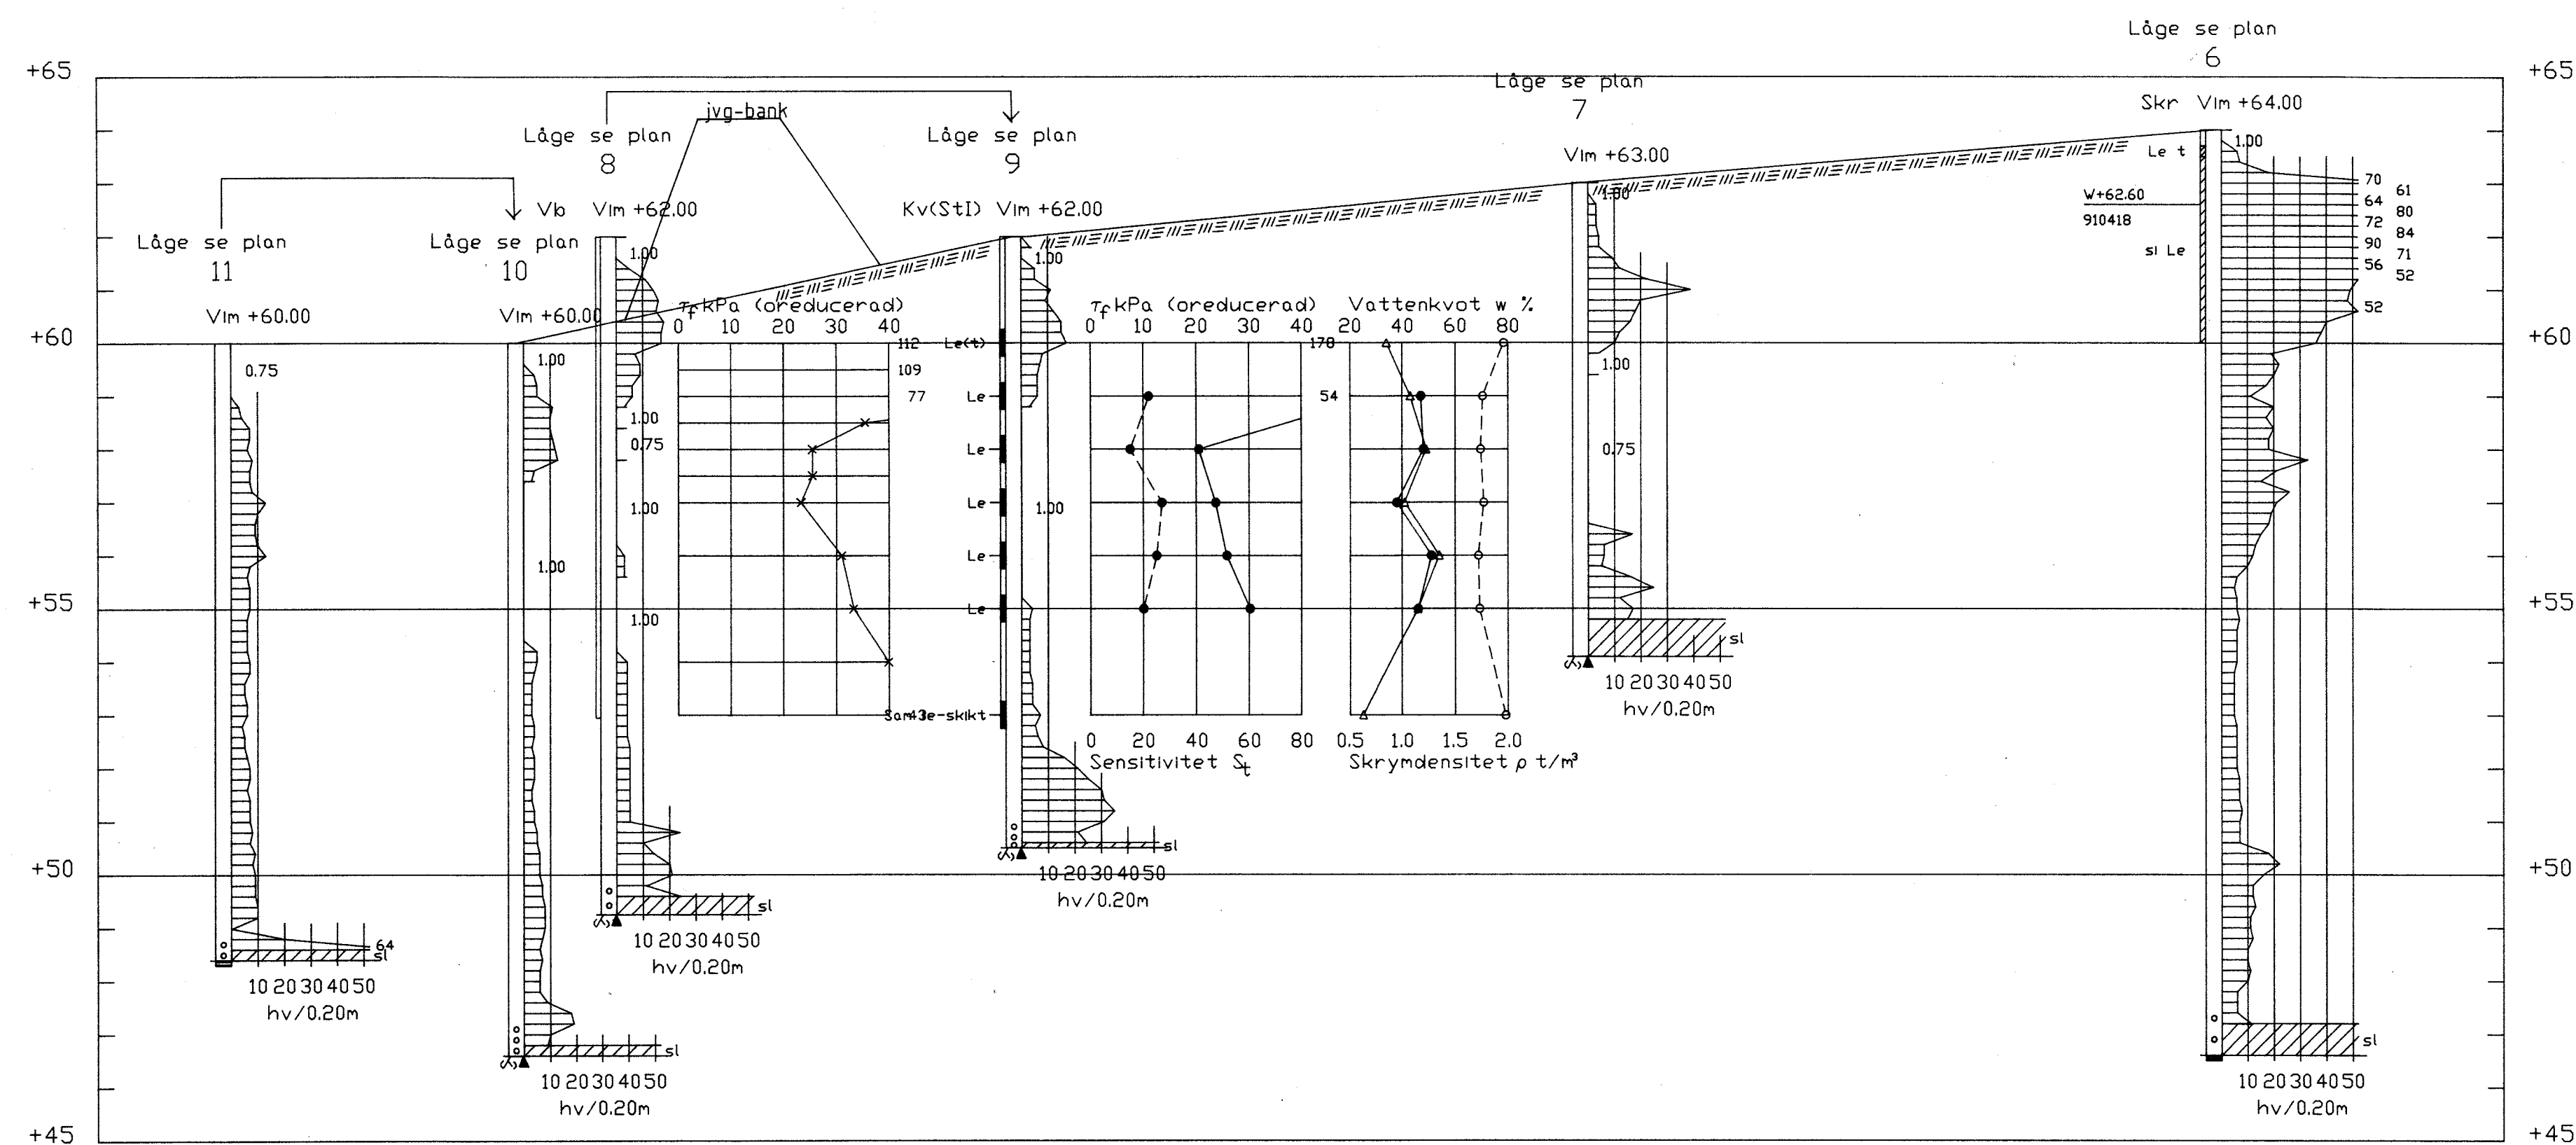 Låge se plan
6
+65
+65
Låge se plan
7
jvg-bank
Skr Vim +64.00
Låge se plan
8
Låge se plan
9
1.00
Le t
Vim +63.00
70
61
W+62.60
64
80
910418
72
84
sl Le
90
71
56
52
52
1.00
Vb Vim +62.00
Kv(StI) Vim +62.00
Låge se plan
11
Låge se plan
10
1.00
1.00
Vim +60.00
Vim +60.00
τf kPa (oreducerad)
0 10 20 30 40
τf kPa (oreducerad)
0 10 20 30 40
Vattenkvot w %
20 40 60 80
+60
+60
112
Le(t)
178
1.00
1.00
0.75
109
77
Le
54
1.00
0.75
Le
0.75
1.00
Le
1.00
1.00
Le
+55
+55
1.00
Le
sl
10 20 30 40 50
hv/0.20m
43
0 20 40 60 80
Sensitivitet St
0.5 1.0 1.5 2.0
Skrymdensitet ρ t/m³
sl
+50
+50
10 20 30 40 50
hv/0.20m
sl
10 20 30 40 50
hv/0.20m
64
sl
10 20 30 40 50
hv/0.20m
sl
10 20 30 40 50
hv/0.20m
sl
10 20 30 40 50
hv/0.20m
+45
+45